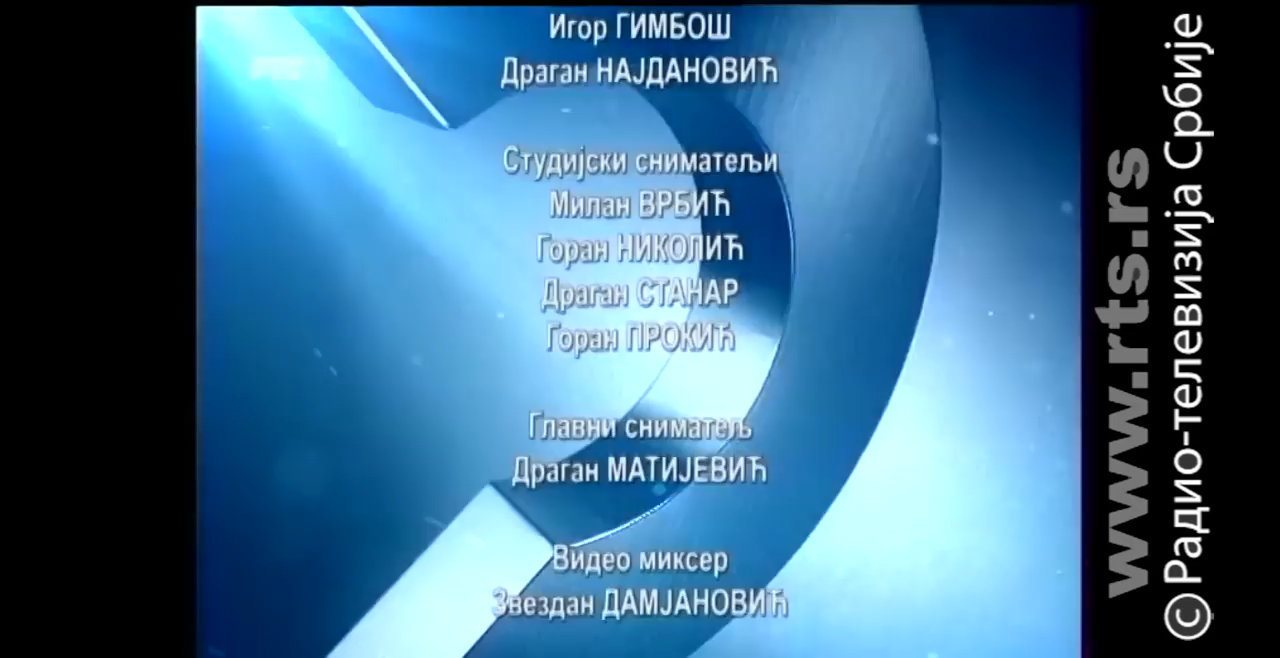 Игор ГИМБОШ
Драган НАЈДАНОВИЋ
Студијски сниматељи
Милан ВРБИЋ
Горан НИКОЛИЋ
Драган СТАНАР
Горан ПРОКИЋ
Главни сниматељ
Драган МАТИЈЕВИЋ
Видео миксер
Звездан ДАМЈАНОВИЋ
www.rts.rs
© Радио-телевизија Србије